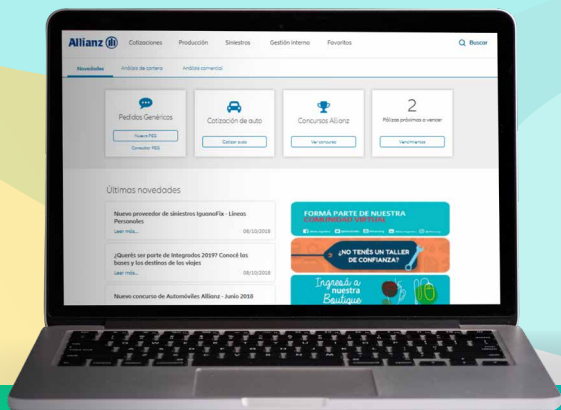 Allianz
Cotizaciones
Producción
Siniestros
Gestión Interna
Favoritos
Buscar
Novedades
Análisis de cartera
Análisis comercial
Pedidos Genéricos
Nuevo PEG
Consultar PEG
Cotización de auto
Cotizar auto
Concursos Allianz
Ver concurso
2
Pólizas próximas a vencer
Vencimientos
Últimas novedades
Nuevo proveedor de siniestros IguanaFix - Líneas
Personales
Leer más...
08/10/2018
¿Querés ser parte de Integrados 2019? Conocé las
bases y los destinos de los viajes
Leer más...
08/10/2018
Nuevo concurso de Automóviles Allianz - Junio 2018
FORMÁ PARTE DE NUESTRA
COMUNIDAD VIRTUAL
¿NO TENÉS UN TALLER
DE CONFIANZA?
Ingresá a
nuestra
Boutique